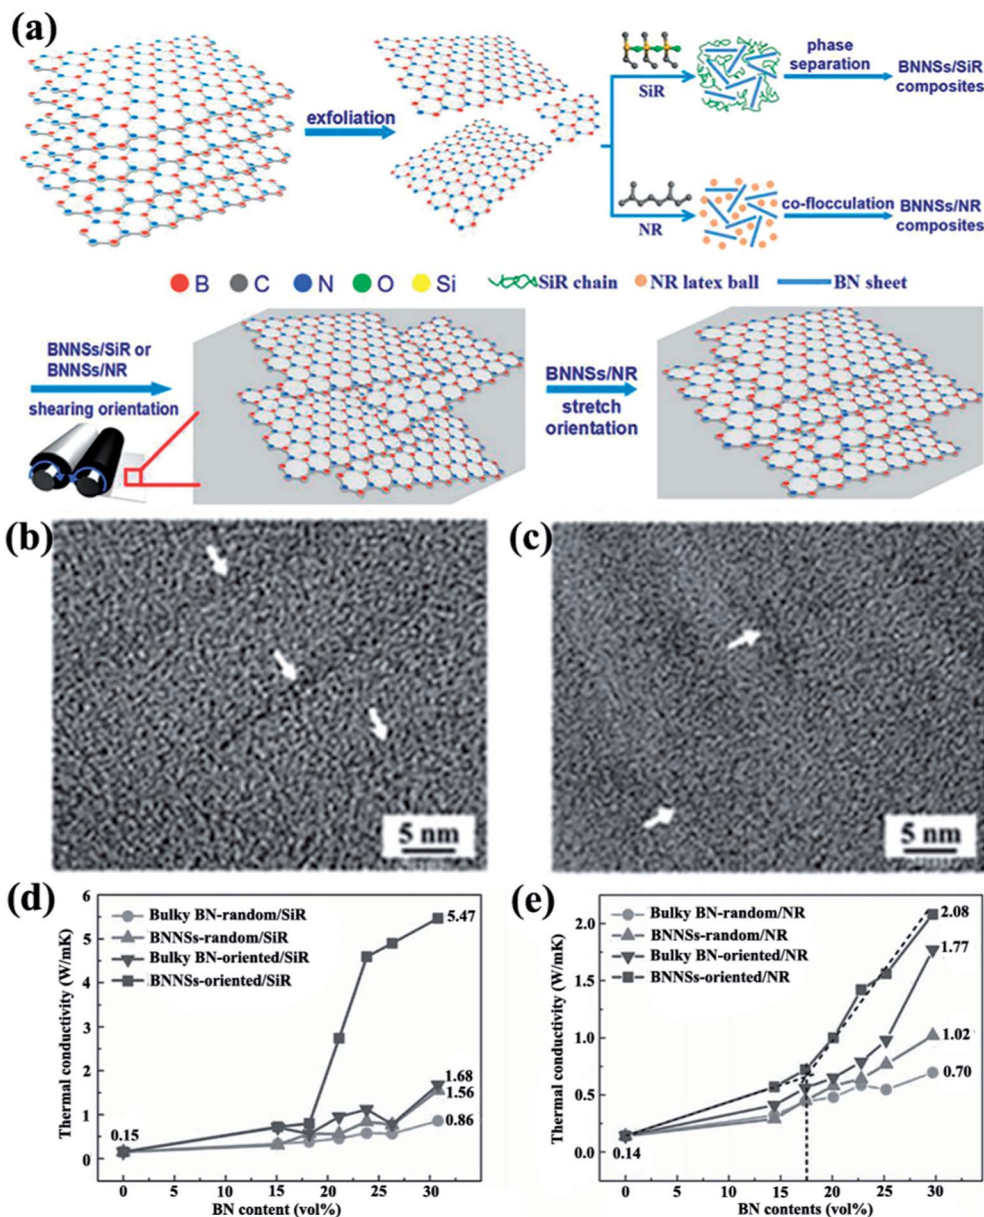 (a)
exfoliation
SiR
phase
separation
BNNSs/SiR
composites
NR
co-flocculation
BNNSs/NR
composites
B C N O Si SiR chain NR latex ball BN sheet
BNNSs/SiR or
BNNSs/NR
shearing orientation
BNNSs/NR
stretch
orientation
(b)
5 nm
(c)
5 nm
(d)
Thermal conductivity (W/mK)
6
5
4
3
2
1
0
Bulky BN-random/SiR
BNNSs-random/SiR
Bulky BN-oriented/SiR
BNNSs-oriented/SiR
5.47
1.68
1.56
0.86
0.15
0 5 10 15 20 25 30
BN content (vol%)
(e)
Thermal conductivity (W/mK)
2.0
1.5
1.0
0.5
0.0
Bulky BN-random/NR
BNNSs-random/NR
Bulky BN-oriented/NR
BNNSs-oriented/NR
2.08
1.77
1.02
0.70
0.14
0 5 10 15 20 25 30
BN contents (vol%)